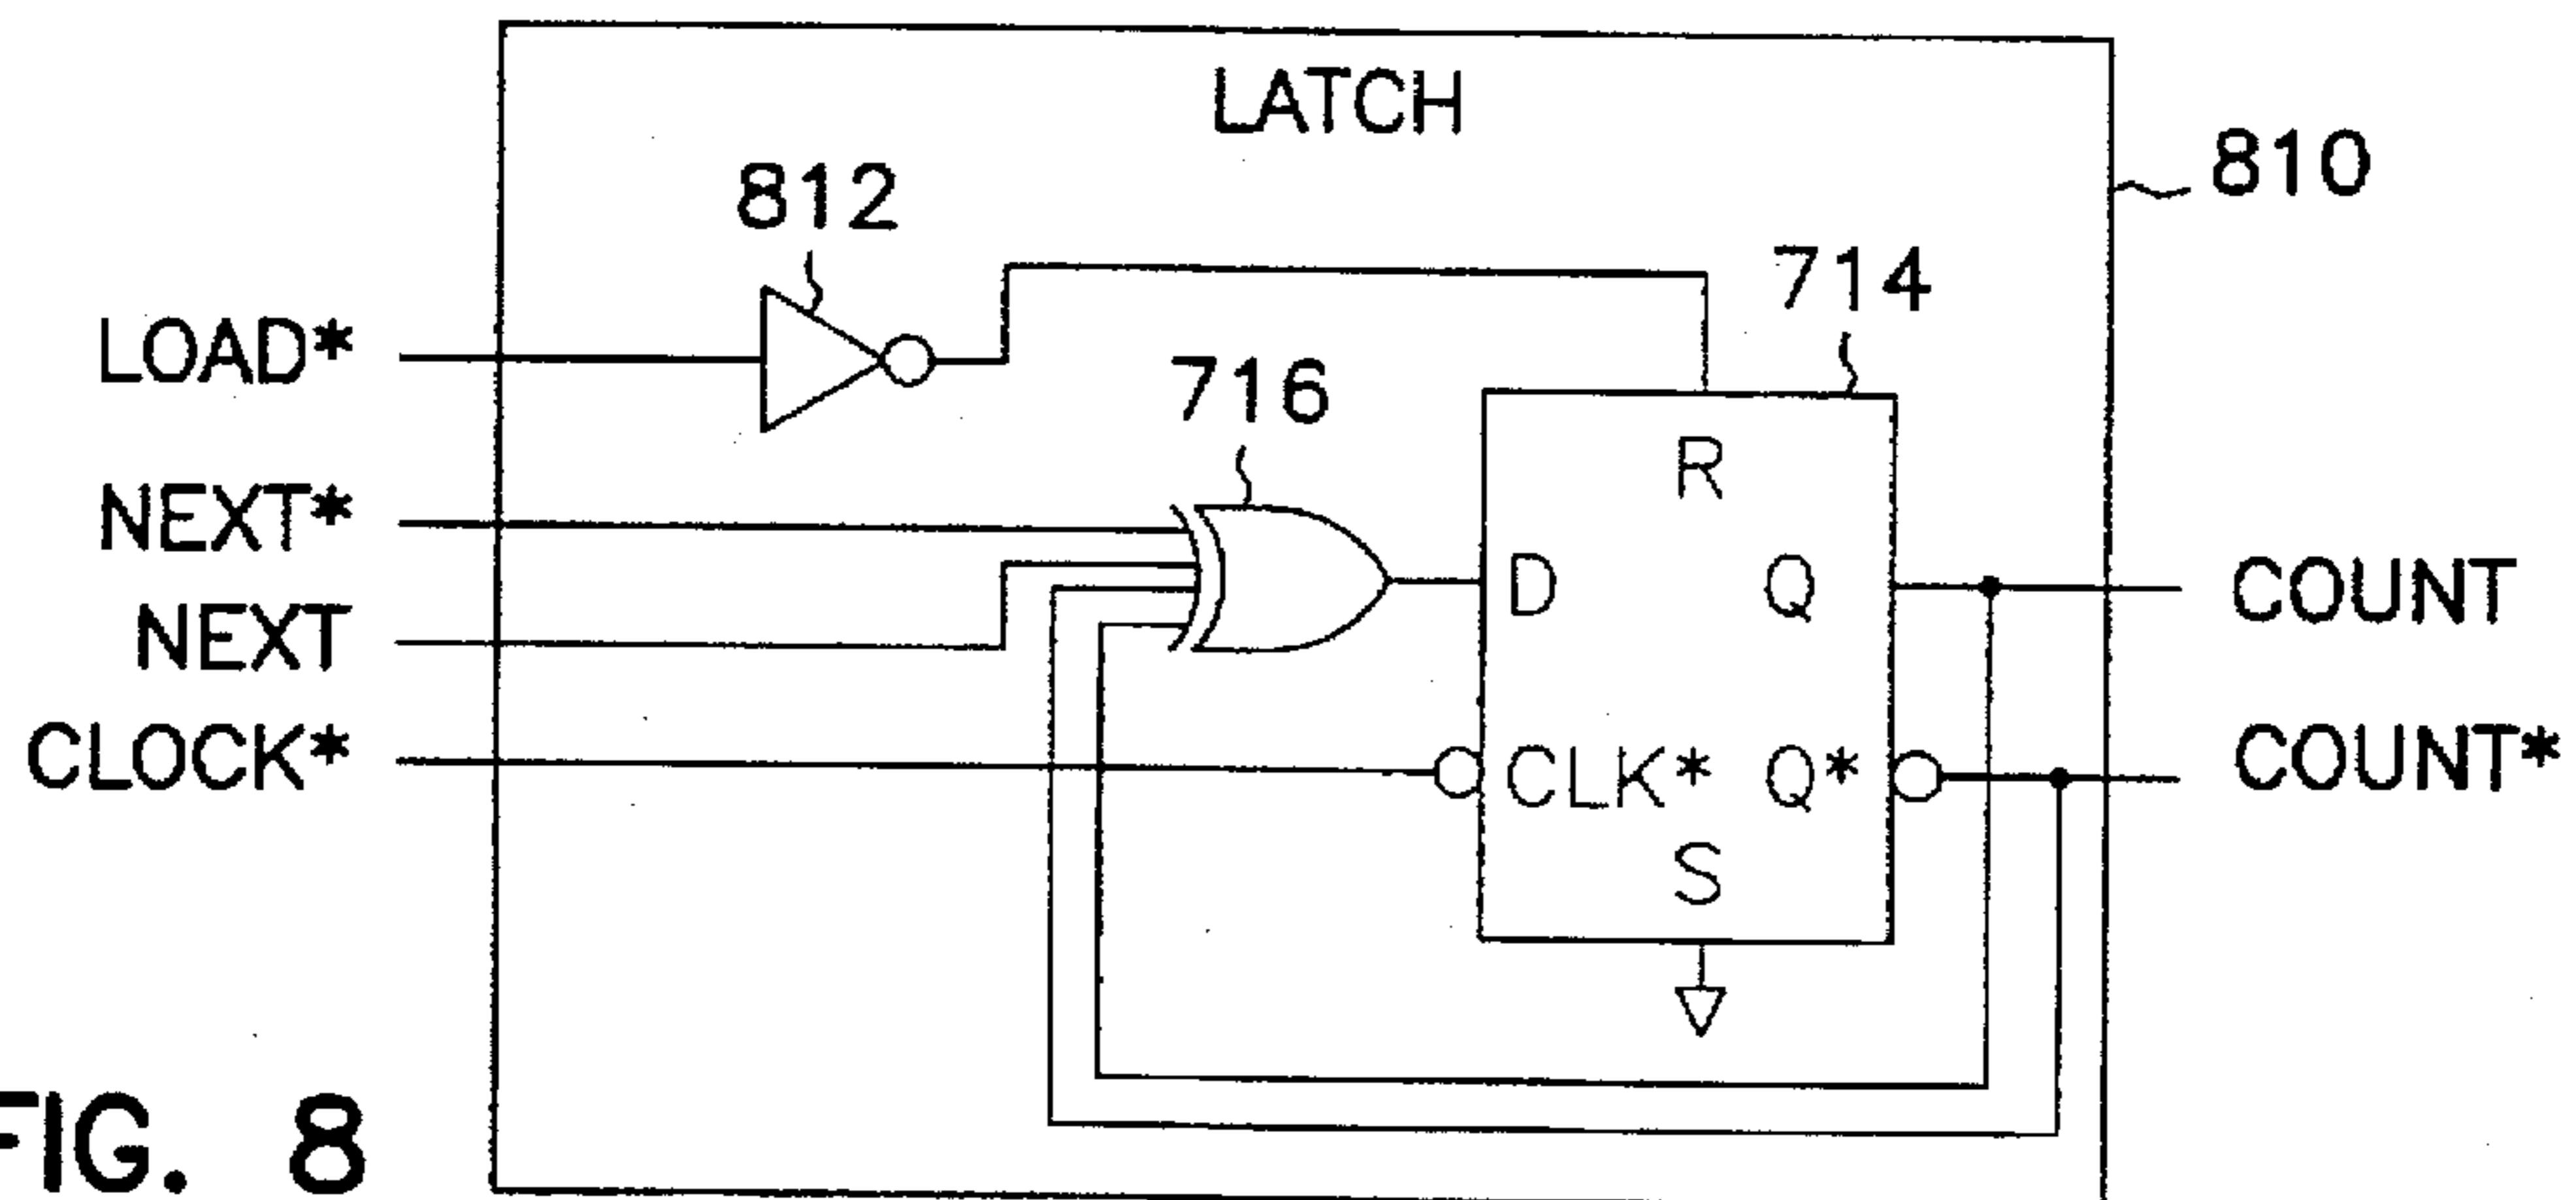 LATCH
810
812
714
LOAD*
716
R
NEXT*
D
Q
COUNT
NEXT
CLOCK*
CLK*
Q*
COUNT*
S
FIG. 8